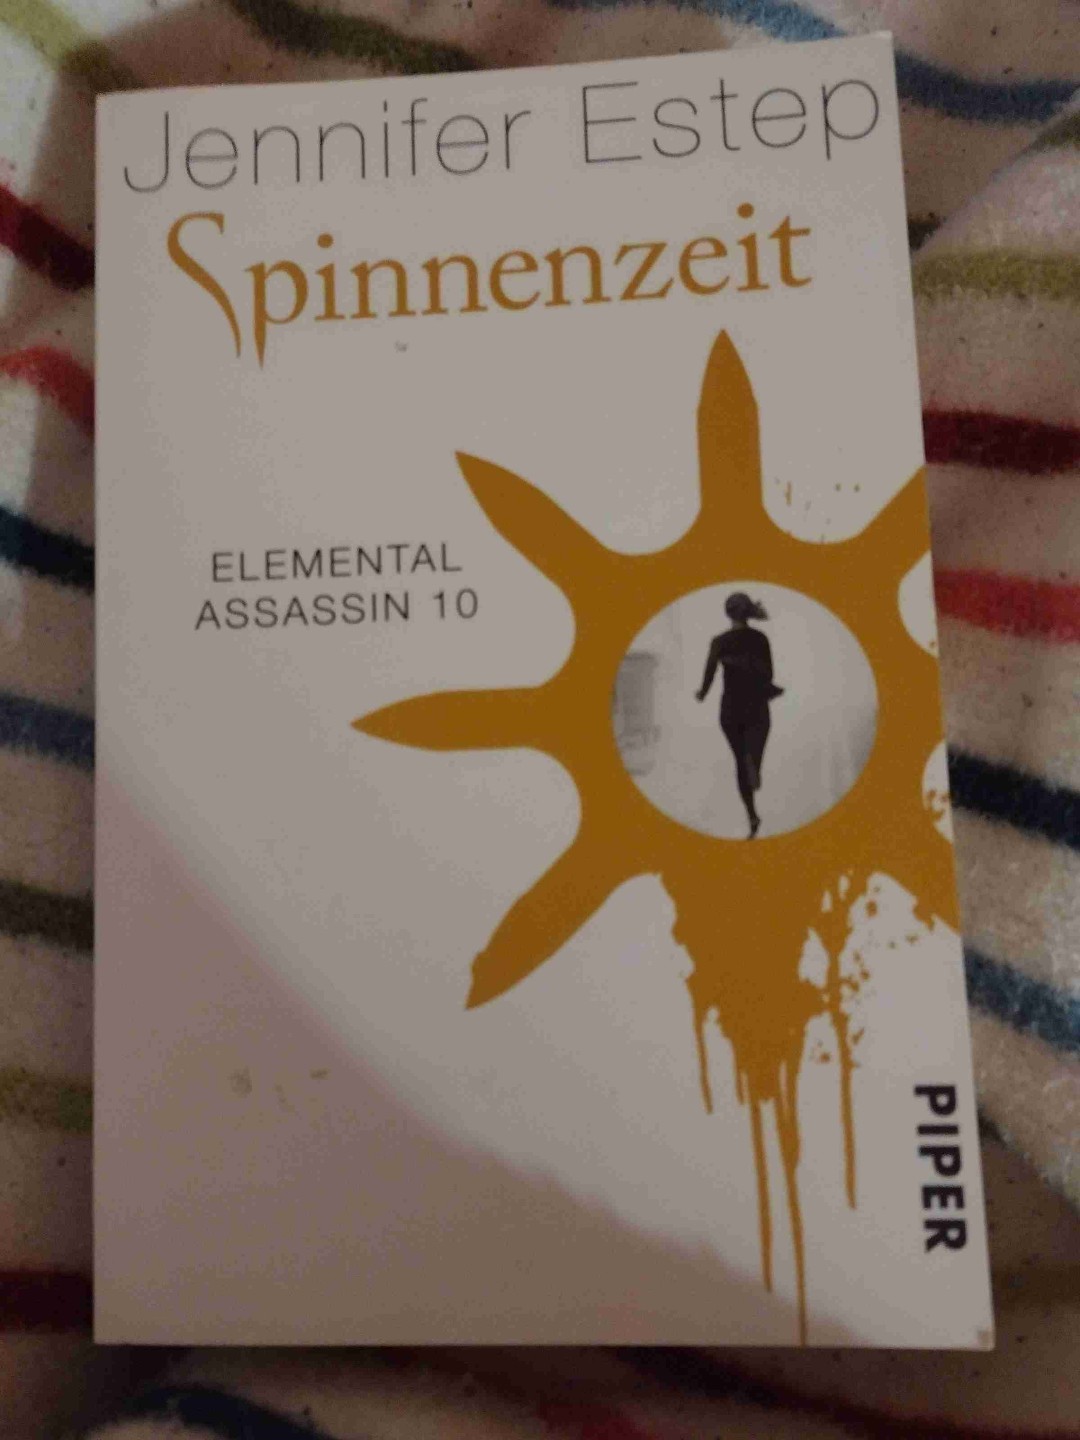 Jennifer Estep
Spinnenzeit
ELEMENTAL
ASSASSIN 10
PIPER